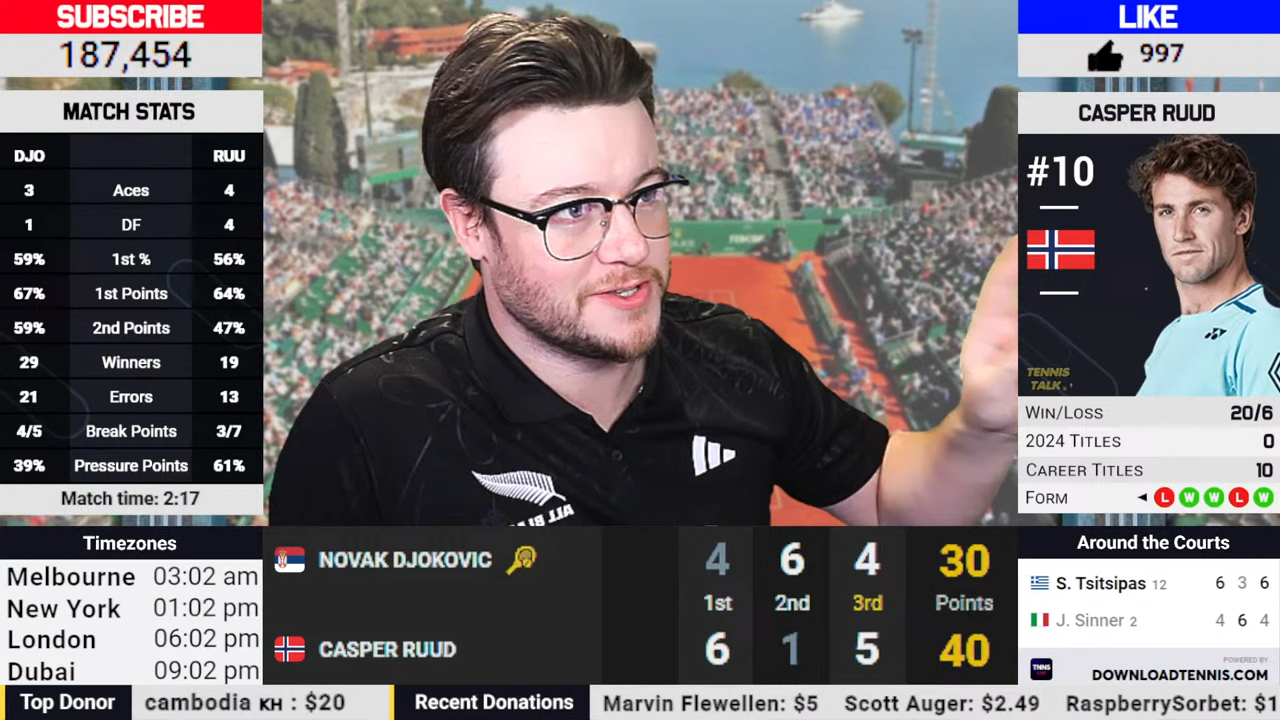 SUBSCRIBE
187,454
MATCH STATS
DJO RUU
3 Aces 4
1 DF 4
59% 1st % 56%
67% 1st Points 64%
59% 2nd Points 47%
29 Winners 19
21 Errors 13
4/5 Break Points 3/7
39% Pressure Points 61%
Match time: 2:17
Timezones
Melbourne 03:02 am
New York 01:02 pm
London 06:02 pm
Dubai 09:02 pm
ALL
LIKE
997
CASPER RUUD
#10
TENNIS
TALK
WIN/LOSS 20/6
2024 TITLES 0
CAREER TITLES 10
FORM L W W L W
NOVAK DJOKOVIC 4 6 4 30
1st 2nd 3rd Points
CASPER RUUD 6 1 5 40
Around the Courts
S. Tsitsipas 12 6 3 6
J. Sinner 2 4 6 4
TNNS
POWERED BY
DOWNLOADTENNIS.COM
Top Donor cambodia KH : $20 Recent Donations Marvin Flewellen: $5 Scott Auger: $2.49 RaspberrySorbet: $1